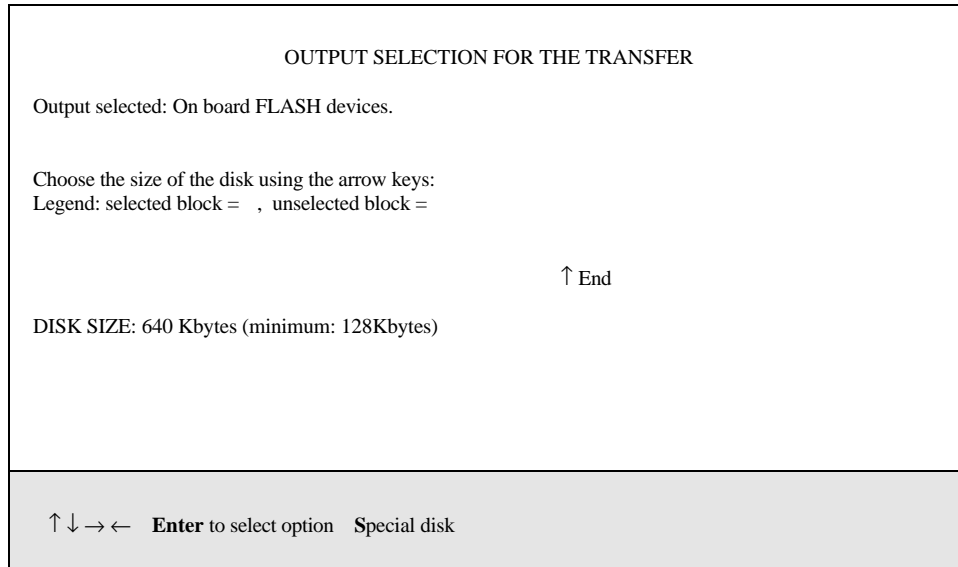 OUTPUT SELECTION FOR THE TRANSFER
Output selected: On board FLASH devices.
Choose the size of the disk using the arrow keys:
Legend: selected block = , unselected block =
↑ End
DISK SIZE: 640 Kbytes (minimum: 128Kbytes)
↑ ↓ → ← Enter to select option Special disk